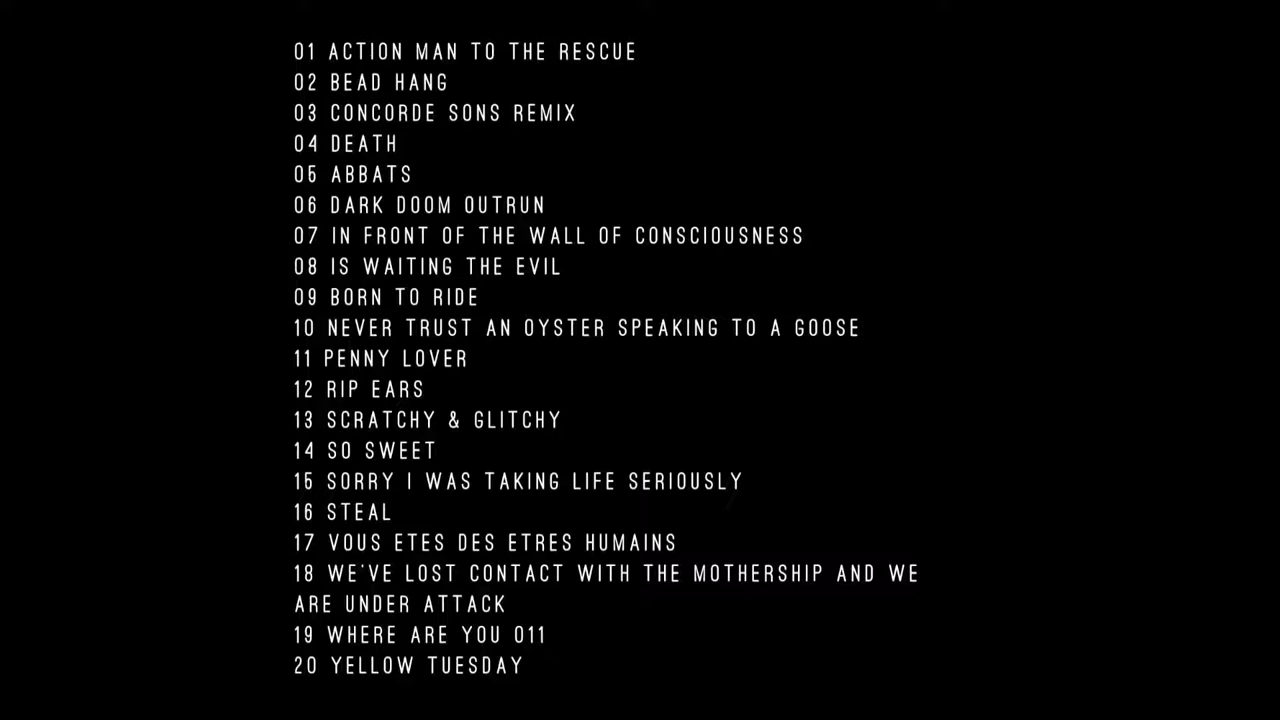 01 ACTION MAN TO THE RESCUE
02 BEAD HANG
03 CONCORDE SONS REMIX
04 DEATH
05 ABBATS
06 DARK DOOM OUTRUN
07 IN FRONT OF THE WALL OF CONSCIOUSNESS
08 IS WAITING THE EVIL
09 BORN TO RIDE
10 NEVER TRUST AN OYSTER SPEAKING TO A GOOSE
11 PENNY LOVER
12 RIP EARS
13 SCRATCHY & GLITCHY
14 SO SWEET
15 SORRY I WAS TAKING LIFE SERIOUSLY
16 STEAL
17 VOUS ETES DES ETRES HUMAINS
18 WE'VE LOST CONTACT WITH THE MOTHERSHIP AND WE
ARE UNDER ATTACK
19 WHERE ARE YOU 011
20 YELLOW TUESDAY